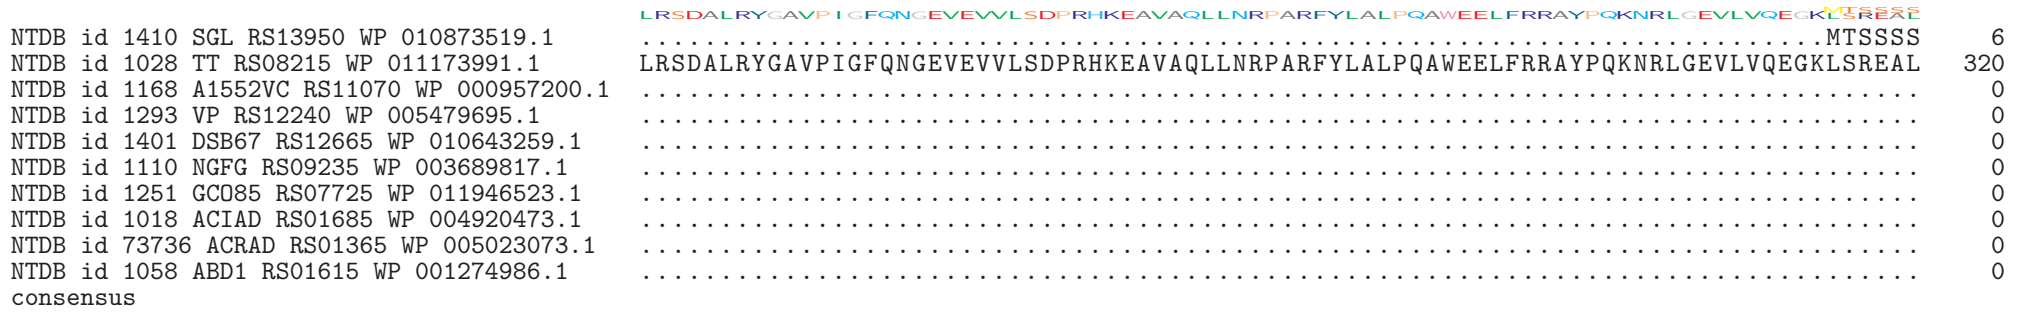 LRSDALRYGAVPIGFQNGEVEVVLSDPRHKEAVAQLLNRPARFYLALPQAWEELFRRAYPQKNRLGEVLVQEGKLSREAL
NTDB id 1410 SGL RS13950 WP 010873519.1 ..........................................................................MTSSSS 6
NTDB id 1028 TT RS08215 WP 011173991.1 LRSDALRYGAVPIGFQNGEVEVVLSDPRHKEAVAQLLNRPARFYLALPQAWEELFRRAYPQKNRLGEVLVQEGKLSREAL 320
NTDB id 1168 A1552VC RS11070 WP 000957200.1 ................................................................................ 0
NTDB id 1293 VP RS12240 WP 005479695.1 ................................................................................ 0
NTDB id 1401 DSB67 RS12665 WP 010643259.1 ................................................................................ 0
NTDB id 1110 NGFG RS09235 WP 003689817.1 ................................................................................ 0
NTDB id 1251 GCO85 RS07725 WP 011946523.1 ................................................................................ 0
NTDB id 1018 ACIAD RS01685 WP 004920473.1 ................................................................................ 0
NTDB id 73736 ACRAD RS01365 WP 005023073.1 ................................................................................ 0
NTDB id 1058 ABD1 RS01615 WP 001274986.1 ................................................................................ 0
consensus